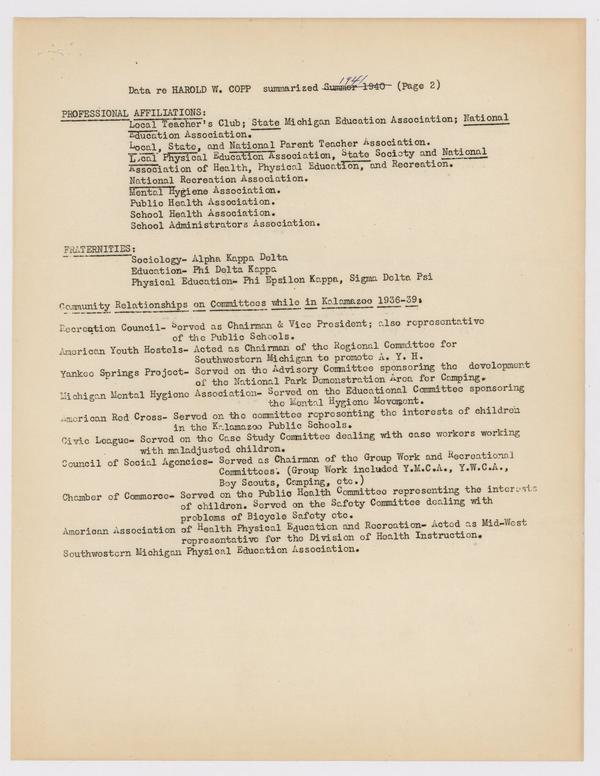 1941
Data re HAROLD W. COPP summarized Summer 1940 (Page 2)
PROFESSIONAL AFFILIATIONS:
Local Teacher's Club; State Michigan Education Association; National
Education Association.
Local, State, and National Parent Teacher Association.
Local Physical Education Association, State Society and National
Association of Health, Physical Education, and Recreation.
National Recreation Association.
Mental Hygiene Association.
Public Health Association.
School Health Association.
School Administrators Association.
FRATERNITIES:
Sociology- Alpha Kappa Delta
Education- Phi Delta Kappa
Physical Education- Phi Epsilon Kappa, Sigma Delta Psi
Community Relationships on Committees while in Kalamazoo 1936-39:
Recreation Council- Served as Chairman & Vice President; also representative
of the Public Schools.
American Youth Hostels- Acted as Chairman of the Regional Committee for
Southwestern Michigan to promote A. Y. H.
Yankee Springs Project- Served on the Advisory Committee sponsoring the development
of the National Park Demonstration Area for Camping.
Michigan Mental Hygiene Association- Served on the Educational Committee sponsoring
the Mental Hygiene Movement.
American Red Cross- Served on the committee representing the interests of children
in the Kalamazoo Public Schools.
Civic League- Served on the Case Study Committee dealing with case workers working
with maladjusted children.
Council of Social Agencies- Served as Chairman of the Group Work and Recreational
Committees. (Group Work included Y.M.C.A., Y.W.C.A.,
Boy Scouts, Camping, etc.)
Chamber of Commerce- Served on the Public Health Committee representing the interests
of children. Served on the Safety Committee dealing with
problems of Bicycle Safety etc.
American Association of Health Physical Education and Recreation- Acted as Mid-West
representative for the Division of Health Instruction.
Southwestern Michigan Physical Education Association.